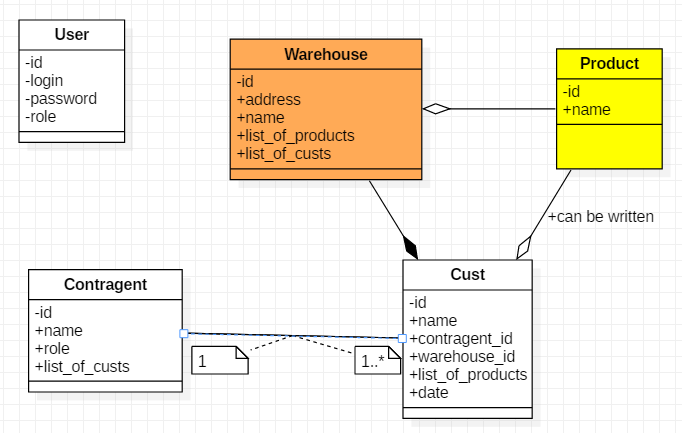 User
-id
-login
-password
-role
Warehouse
-id
+address
+name
+list_of_products
+list_of_custs
Product
-id
+name
+can be written
Contragent
-id
+name
+role
+list_of_custs
1
1..*
Cust
-id
+name
+contragent_id
+warehouse_id
+list_of_products
+date